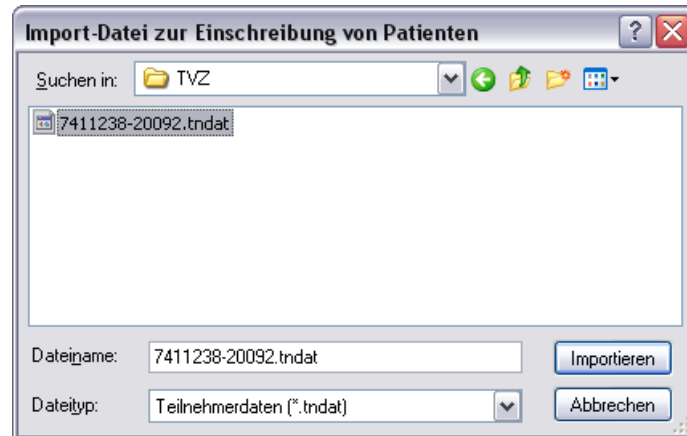 Import-Datei zur Einschreibung von Patienten
Suchen in: TVZ
7411238-20092.tndat
Dateiname: 7411238-20092.tndat Importieren
Dateityp: Teilnehmerdaten (*.tndat) Abbrechen